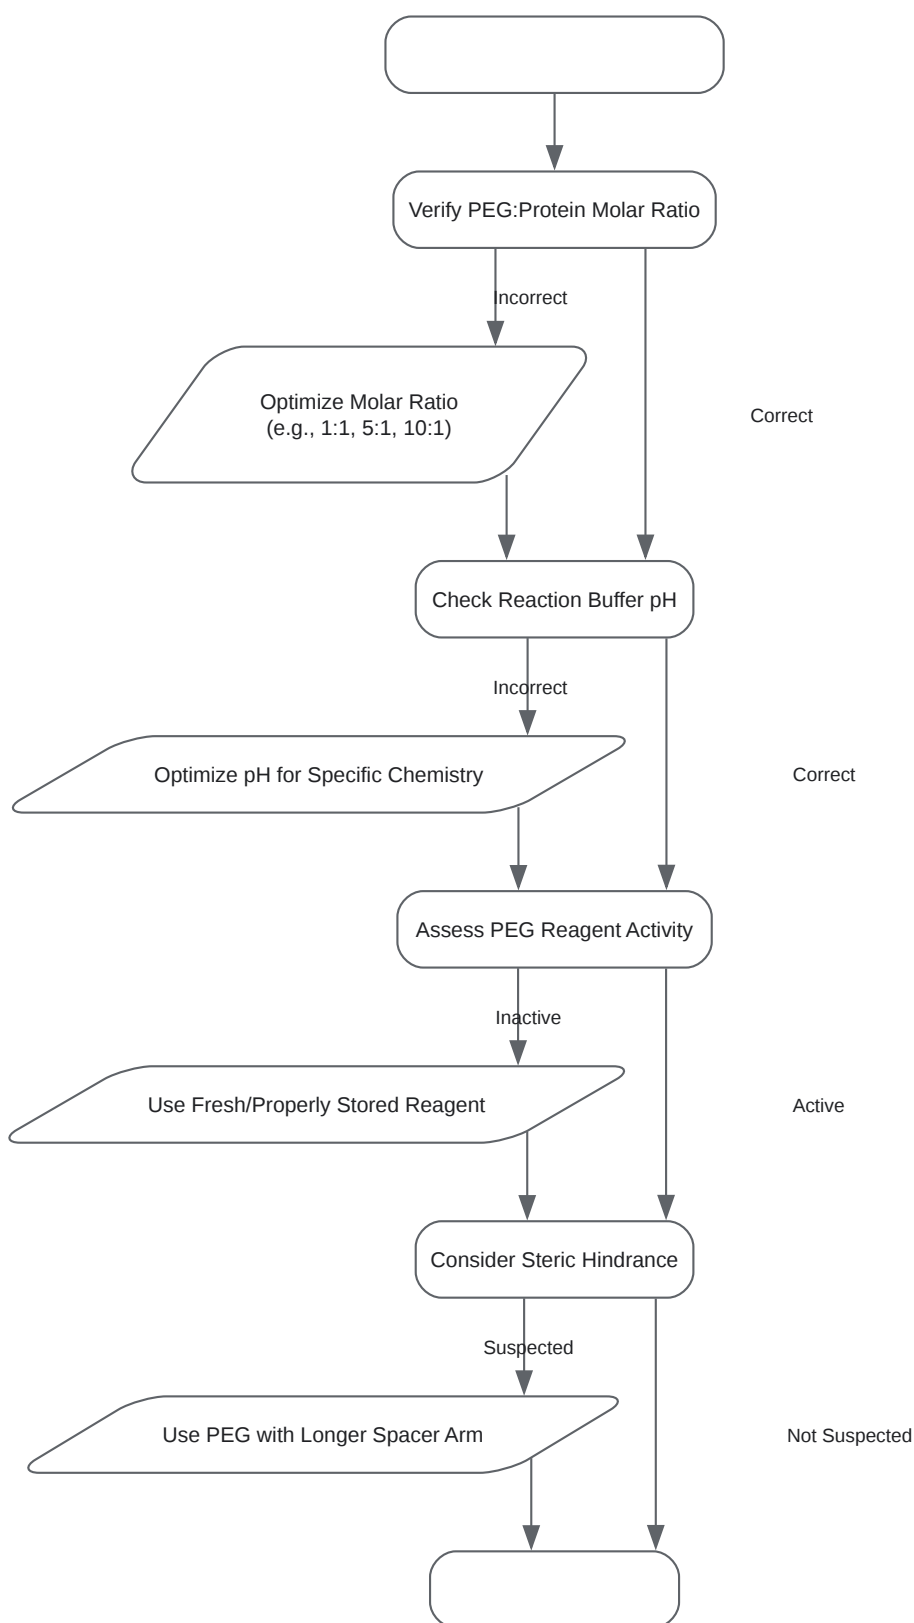 Verify PEG:Protein Molar Ratio
Incorrect
Optimize Molar Ratio
(e.g., 1:1, 5:1, 10:1)
Correct
Check Reaction Buffer pH
Incorrect
Optimize pH for Specific Chemistry
Correct
Assess PEG Reagent Activity
Inactive
Use Fresh/Properly Stored Reagent
Active
Consider Steric Hindrance
Suspected
Use PEG with Longer Spacer Arm
Not Suspected